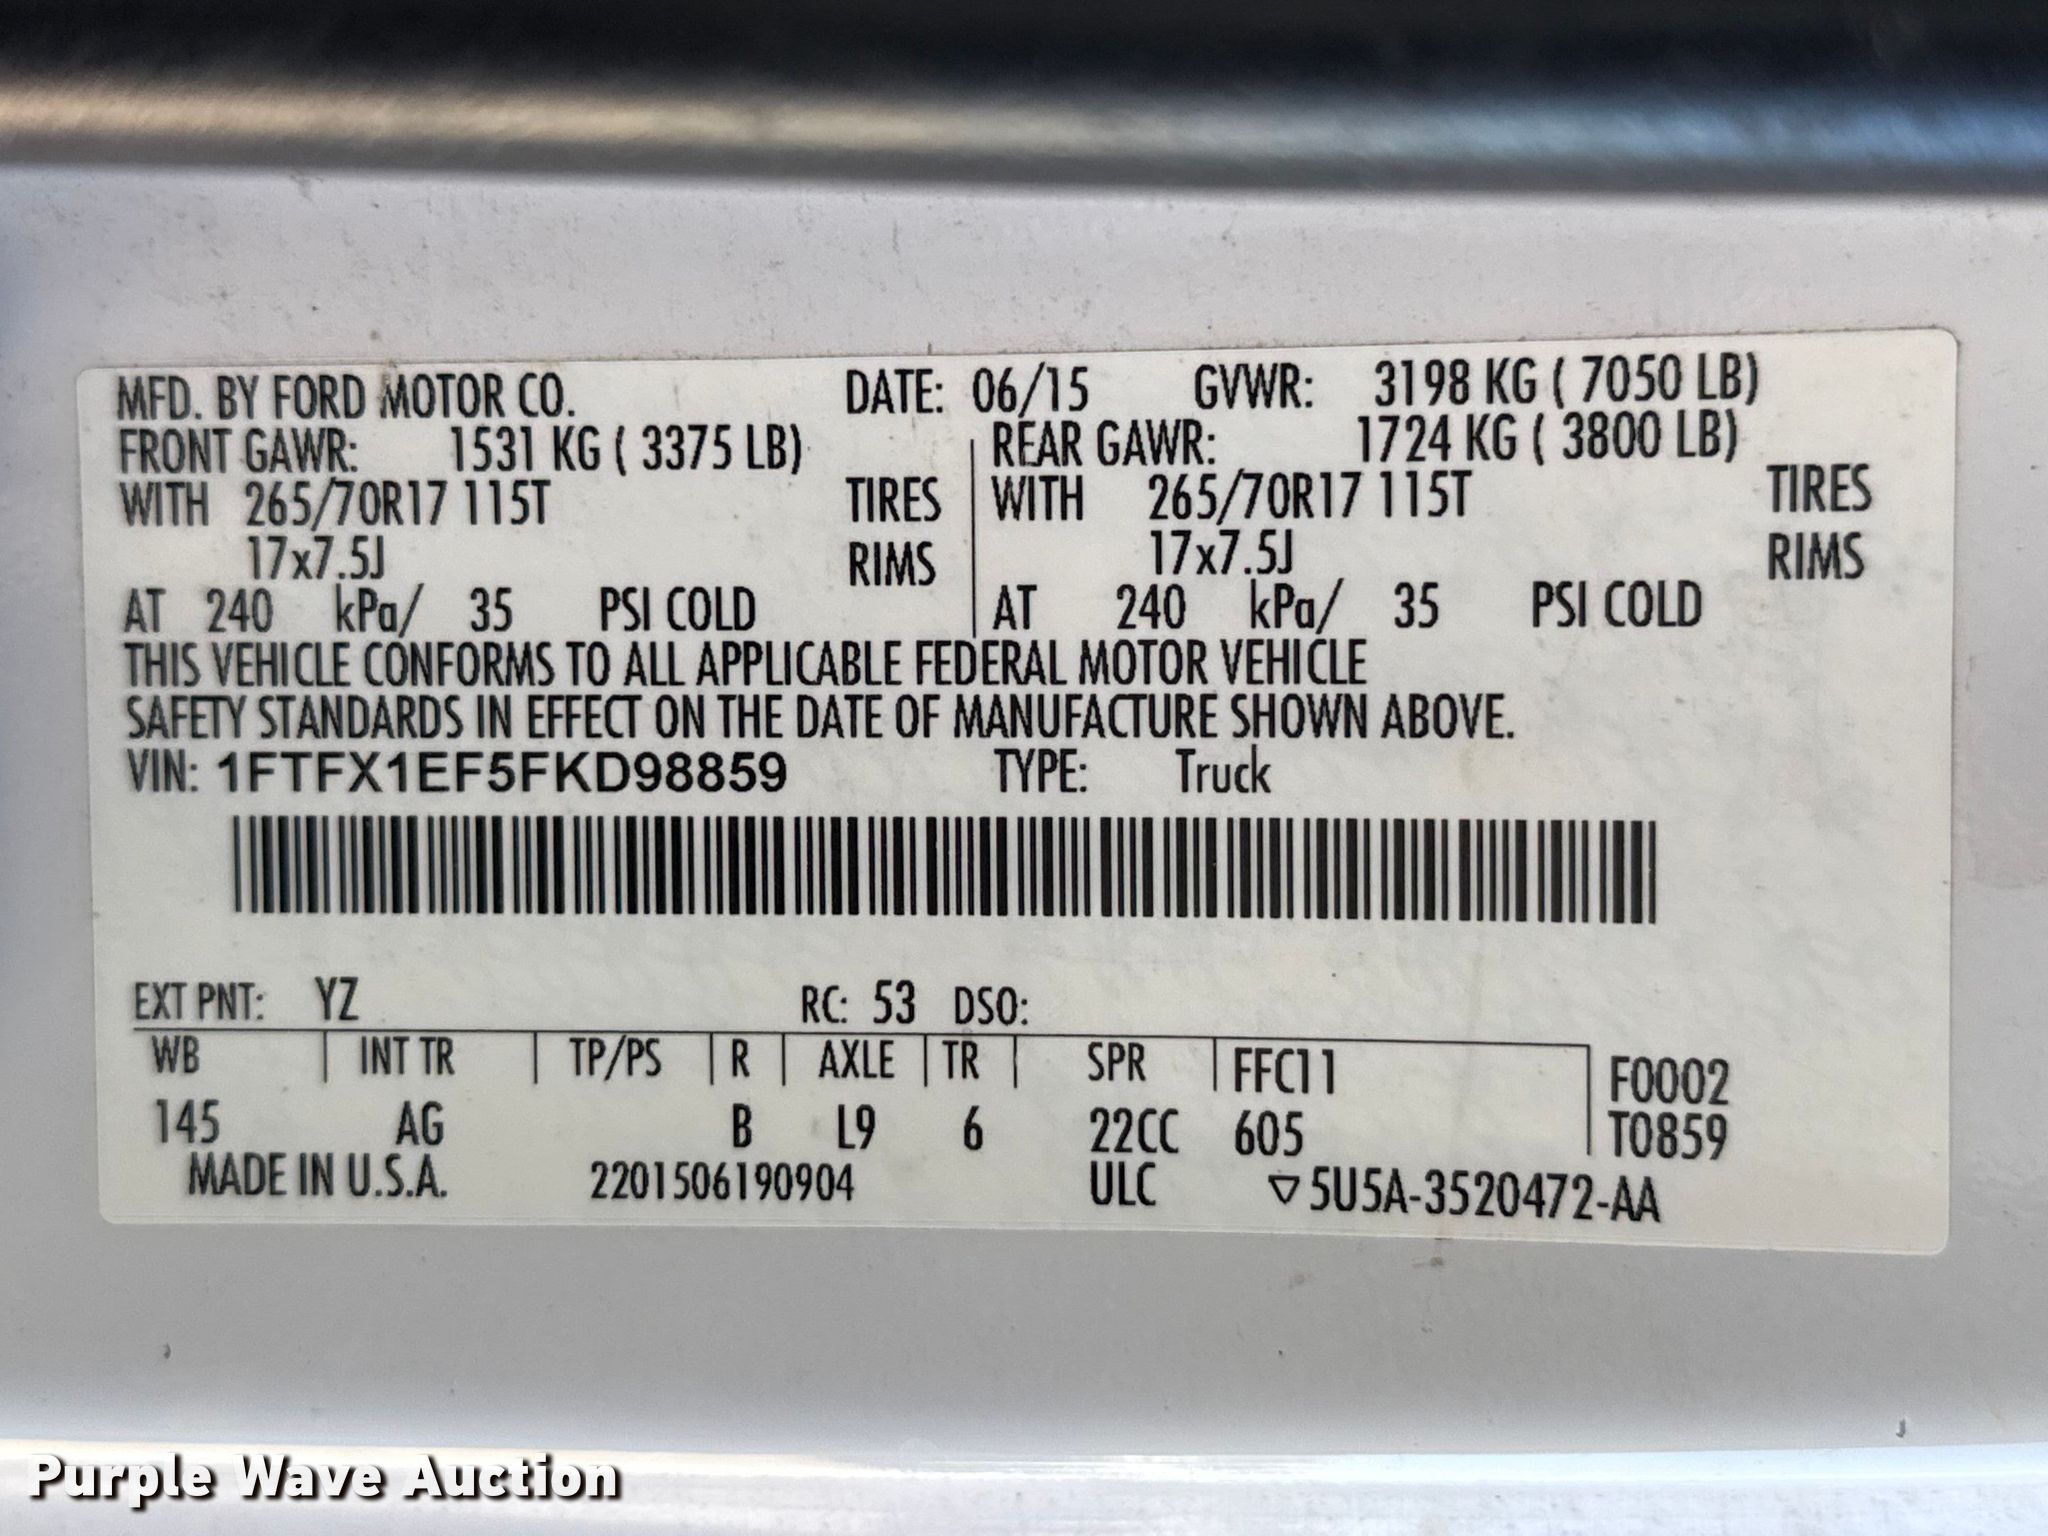 MFD. BY FORD MOTOR CO. DATE: 06/15 GVWR: 3198 KG ( 7050 LB)
FRONT GAWR: 1531 KG ( 3375 LB) REAR GAWR: 1724 KG ( 3800 LB)
WITH 265/70R17 115T TIRES WITH 265/70R17 115T TIRES
17x7.5J RIMS 17x7.5J RIMS
AT 240 kPa/ 35 PSI COLD AT 240 kPa/ 35 PSI COLD
THIS VEHICLE CONFORMS TO ALL APPLICABLE FEDERAL MOTOR VEHICLE
SAFETY STANDARDS IN EFFECT ON THE DATE OF MANUFACTURE SHOWN ABOVE.
VIN: 1FTFX1EF5FKD98859 TYPE: Truck
EXT PNT: YZ RC: 53 DSO:
WB INT TR TP/PS R AXLE TR SPR FFC11 F0002
145 AG B L9 6 22CC 605 T0859
MADE IN U.S.A. 2201506190904 ULC ▽5U5A-3520472-AA
Purple Wave Auction